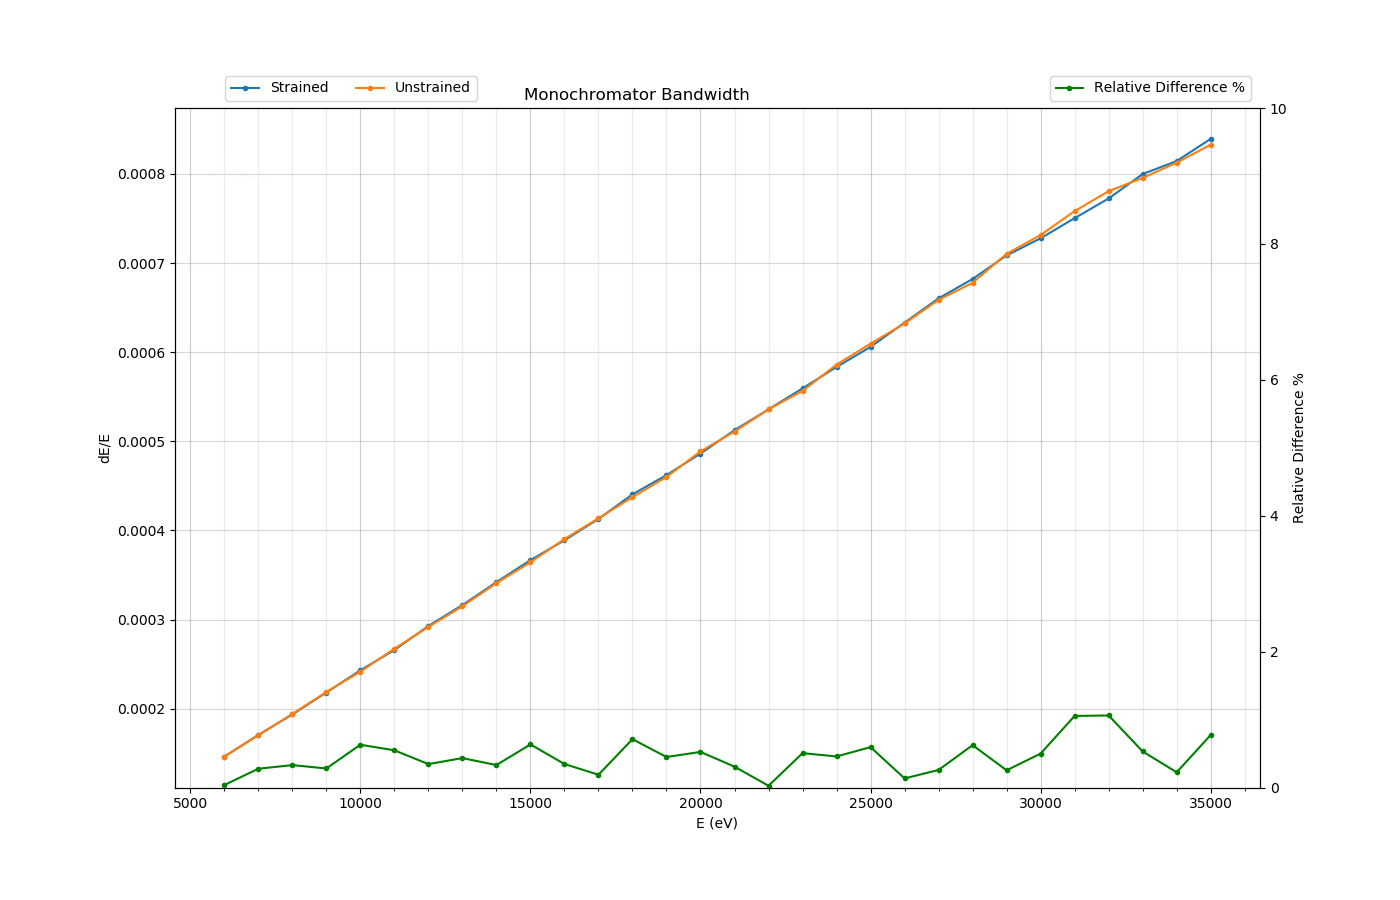 Strained Unstrained
Relative Difference %
Monochromator Bandwidth
10
0.0008
8
0.0007
0.0006
6
dE/E
Relative Difference %
0.0005
0.0004
4
0.0003
2
0.0002
0
5000 10000 15000 20000 25000 30000 35000
E (eV)